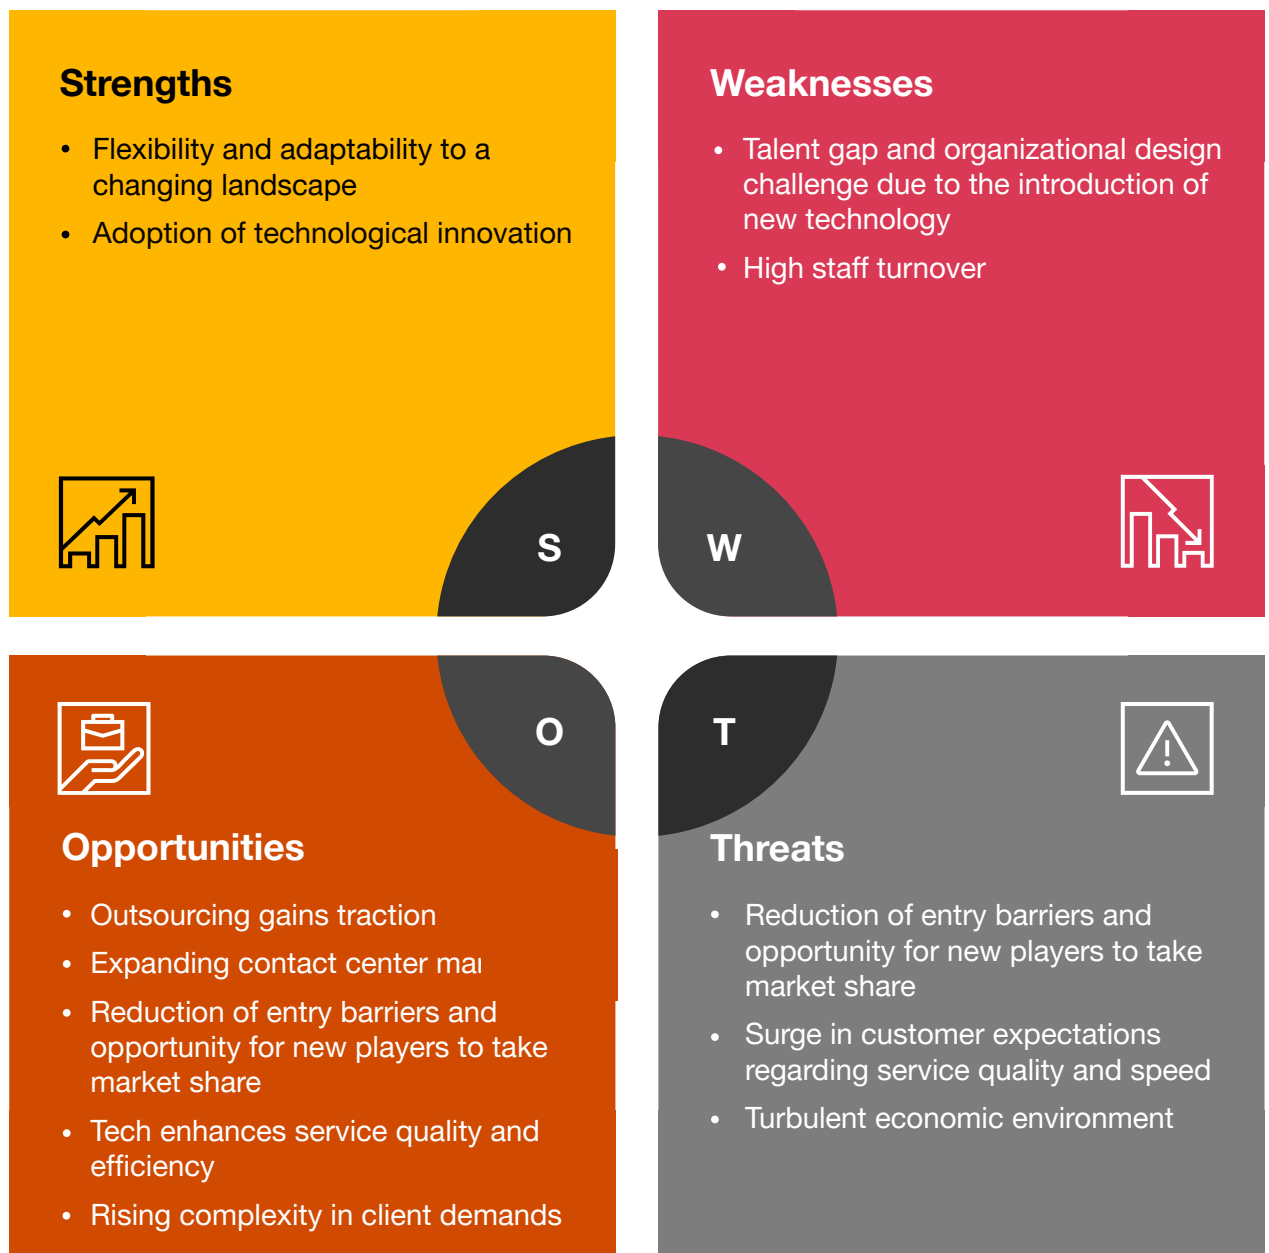 Strengths
• Flexibility and adaptability to a
changing landscape
• Adoption of technological innovation
S
Weaknesses
• Talent gap and organizational design
challenge due to the introduction of
new technology
• High staff turnover
W
O
Opportunities
• Outsourcing gains traction
• Expanding contact center
• Reduction of entry barriers and
opportunity for new players to take
market share
• Tech enhances service quality and
efficiency
• Rising complexity in client demands
T
Threats
• Reduction of entry barriers and
opportunity for new players to take
market share
• Surge in customer expectations
regarding service quality and speed
• Turbulent economic environment